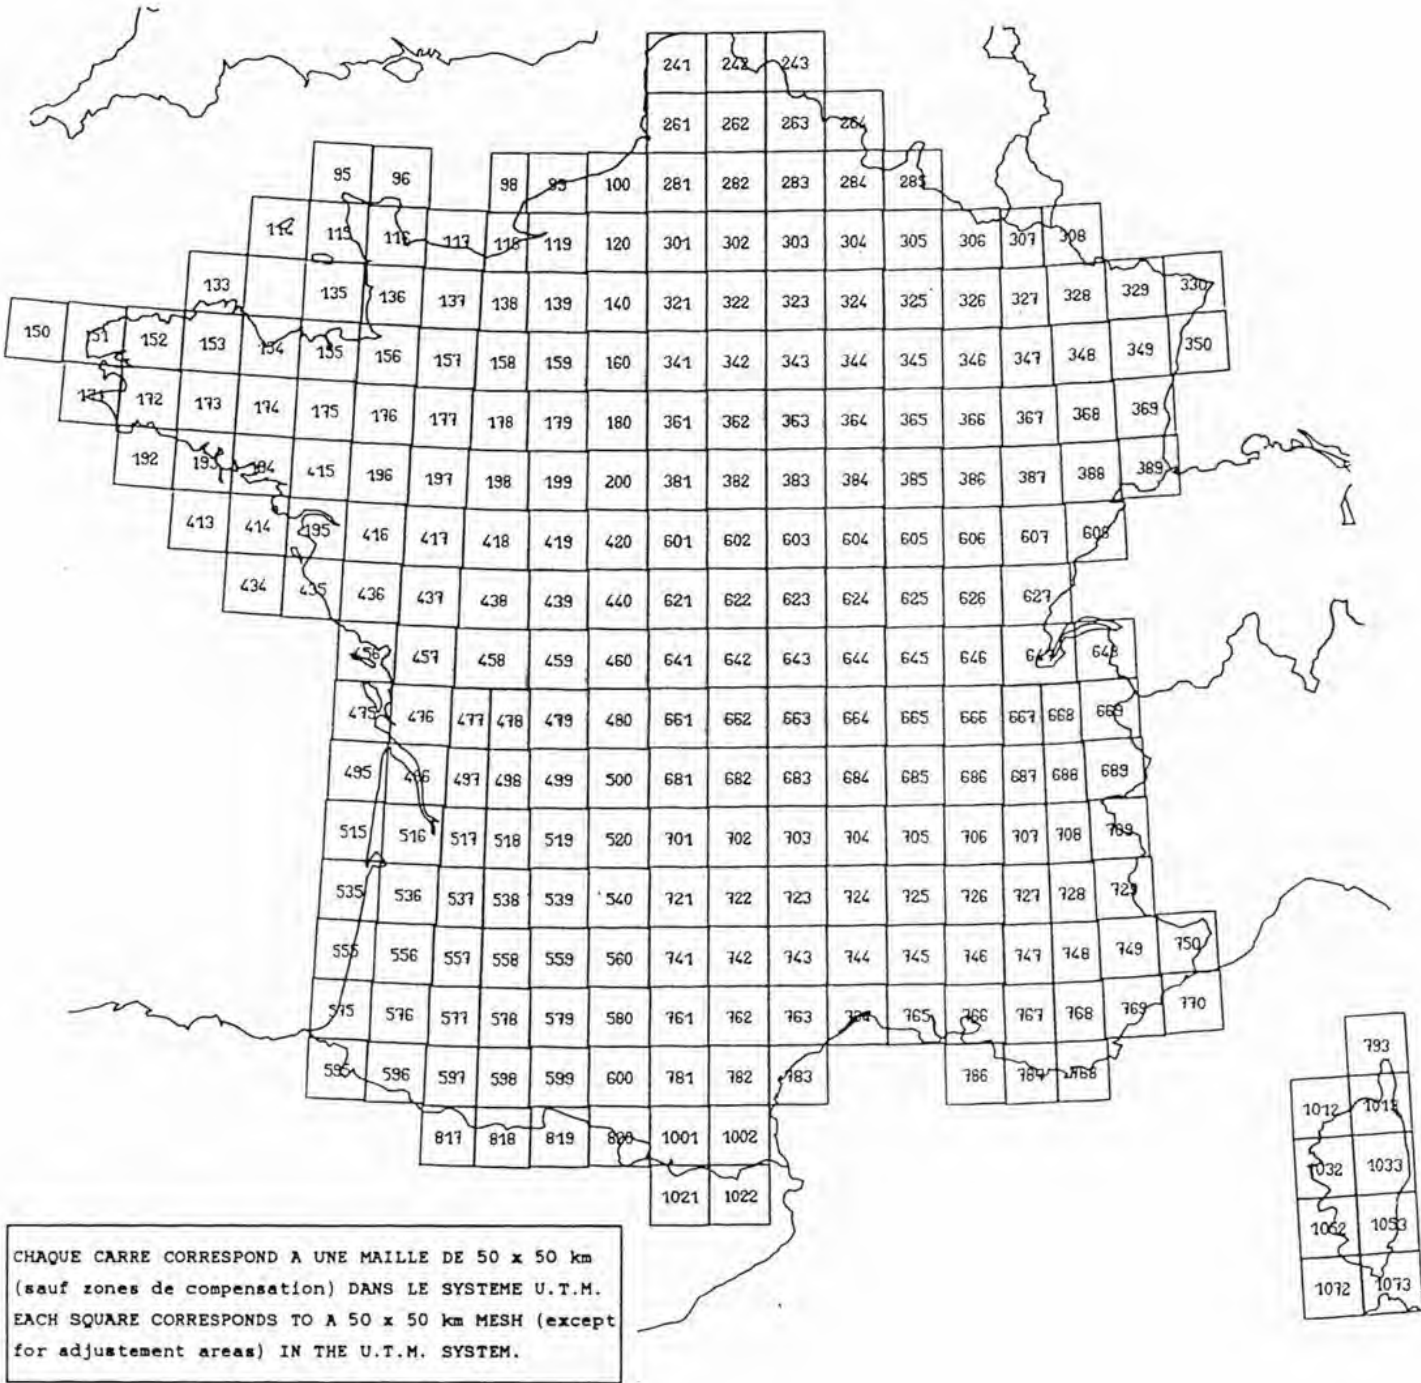 241 242 243
261 262 263 264
95 96 98 99 100 281 282 283 284 285
114 115 116 117 118 119 120 301 302 303 304 305 306 307 308
133 135 136 137 138 139 140 321 322 323 324 325 326 327 328 329 330
150 151 152 153 154 155 156 157 158 159 160 341 342 343 344 345 346 347 348 349 350
171 172 173 174 175 176 177 178 179 180 361 362 363 364 365 366 367 368 369
192 193 194 415 196 197 198 199 200 381 382 383 384 385 386 387 388 389
413 414 195 416 417 418 419 420 601 602 603 604 605 606 607 608
434 435 436 437 438 439 440 621 622 623 624 625 626 627
456 457 458 459 460 641 642 643 644 645 646 647 648
475 476 477 478 479 480 661 662 663 664 665 666 667 668 669
495 496 497 498 499 500 681 682 683 684 685 686 687 688 689
515 516 517 518 519 520 701 702 703 704 705 706 707 708 709
535 536 537 538 539 540 721 722 723 724 725 726 727 728 729
555 556 557 558 559 560 741 742 743 744 745 746 747 748 749 750
575 576 577 578 579 580 761 762 763 764 765 766 767 768 769 770
595 596 597 598 599 600 781 782 783 786 787 788
817 818 819 820 1001 1002
1021 1022
793
1012 1013
1032 1033
1052 1053
1072 1073
CHAQUE CARRE CORRESPOND A UNE MAILLE DE 50 x 50 km
(sauf zones de compensation) DANS LE SYSTEME U.T.M.
EACH SQUARE CORRESPONDS TO A 50 x 50 km MESH (except
for adjustement areas) IN THE U.T.M. SYSTEM.